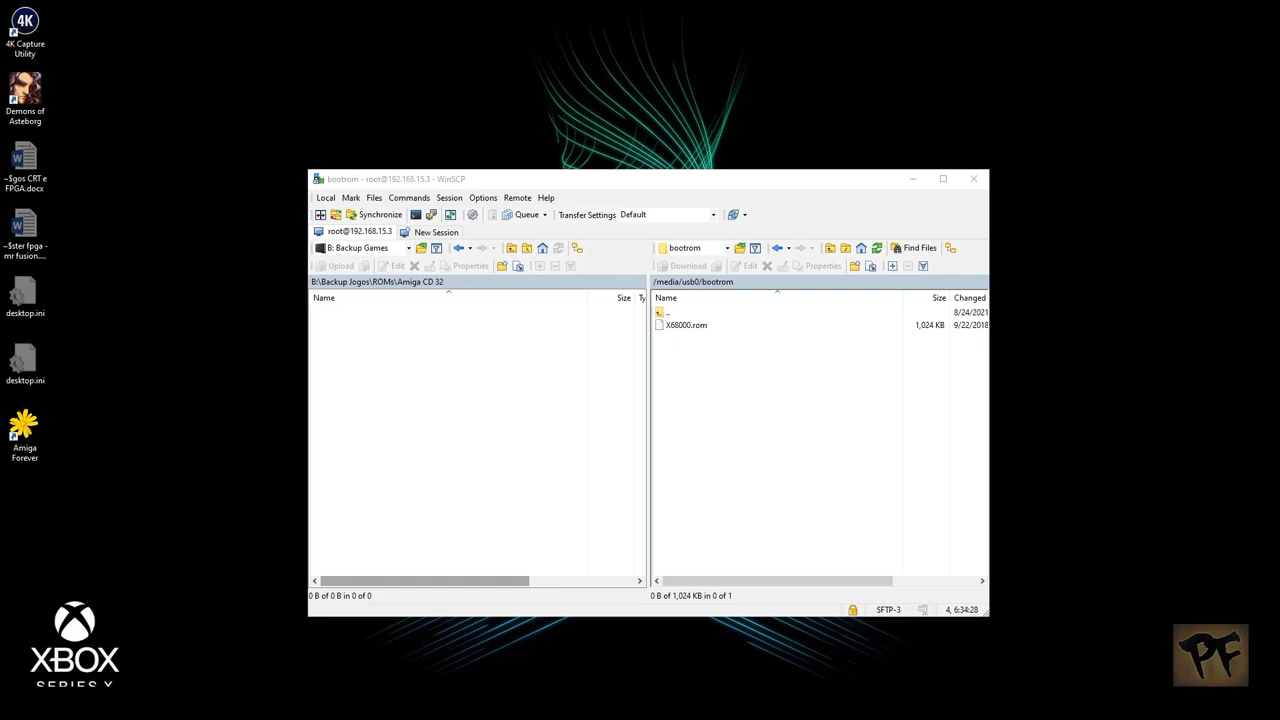 4K
4K Capture
Utility
Demons of
Asteborg
~$gos CRT e
FPGA.docx
~$ster fpga -
mr fusion....
desktop.ini
desktop.ini
Amiga
Forever
XBOX
SERIES X
bootrom - root@192.168.15.3 - WinSCP
Local Mark Files Commands Session Options Remote Help
Synchronize Queue Transfer Settings Default
root@192.168.15.3 New Session
B: Backup Games bootrom Find Files
Upload Edit Properties Download Edit Properties
B:\Backup Jogos\ROMs\Amiga CD 32 /media/usb0/bootrom
Name Size Ty Name Size Changed
.. 8/24/2021
X68000.rom 1,024 KB 9/22/2018
0 B of 0 B in 0 of 0 0 B of 1,024 KB in 0 of 1
SFTP-3 4, 6:34:28
PF